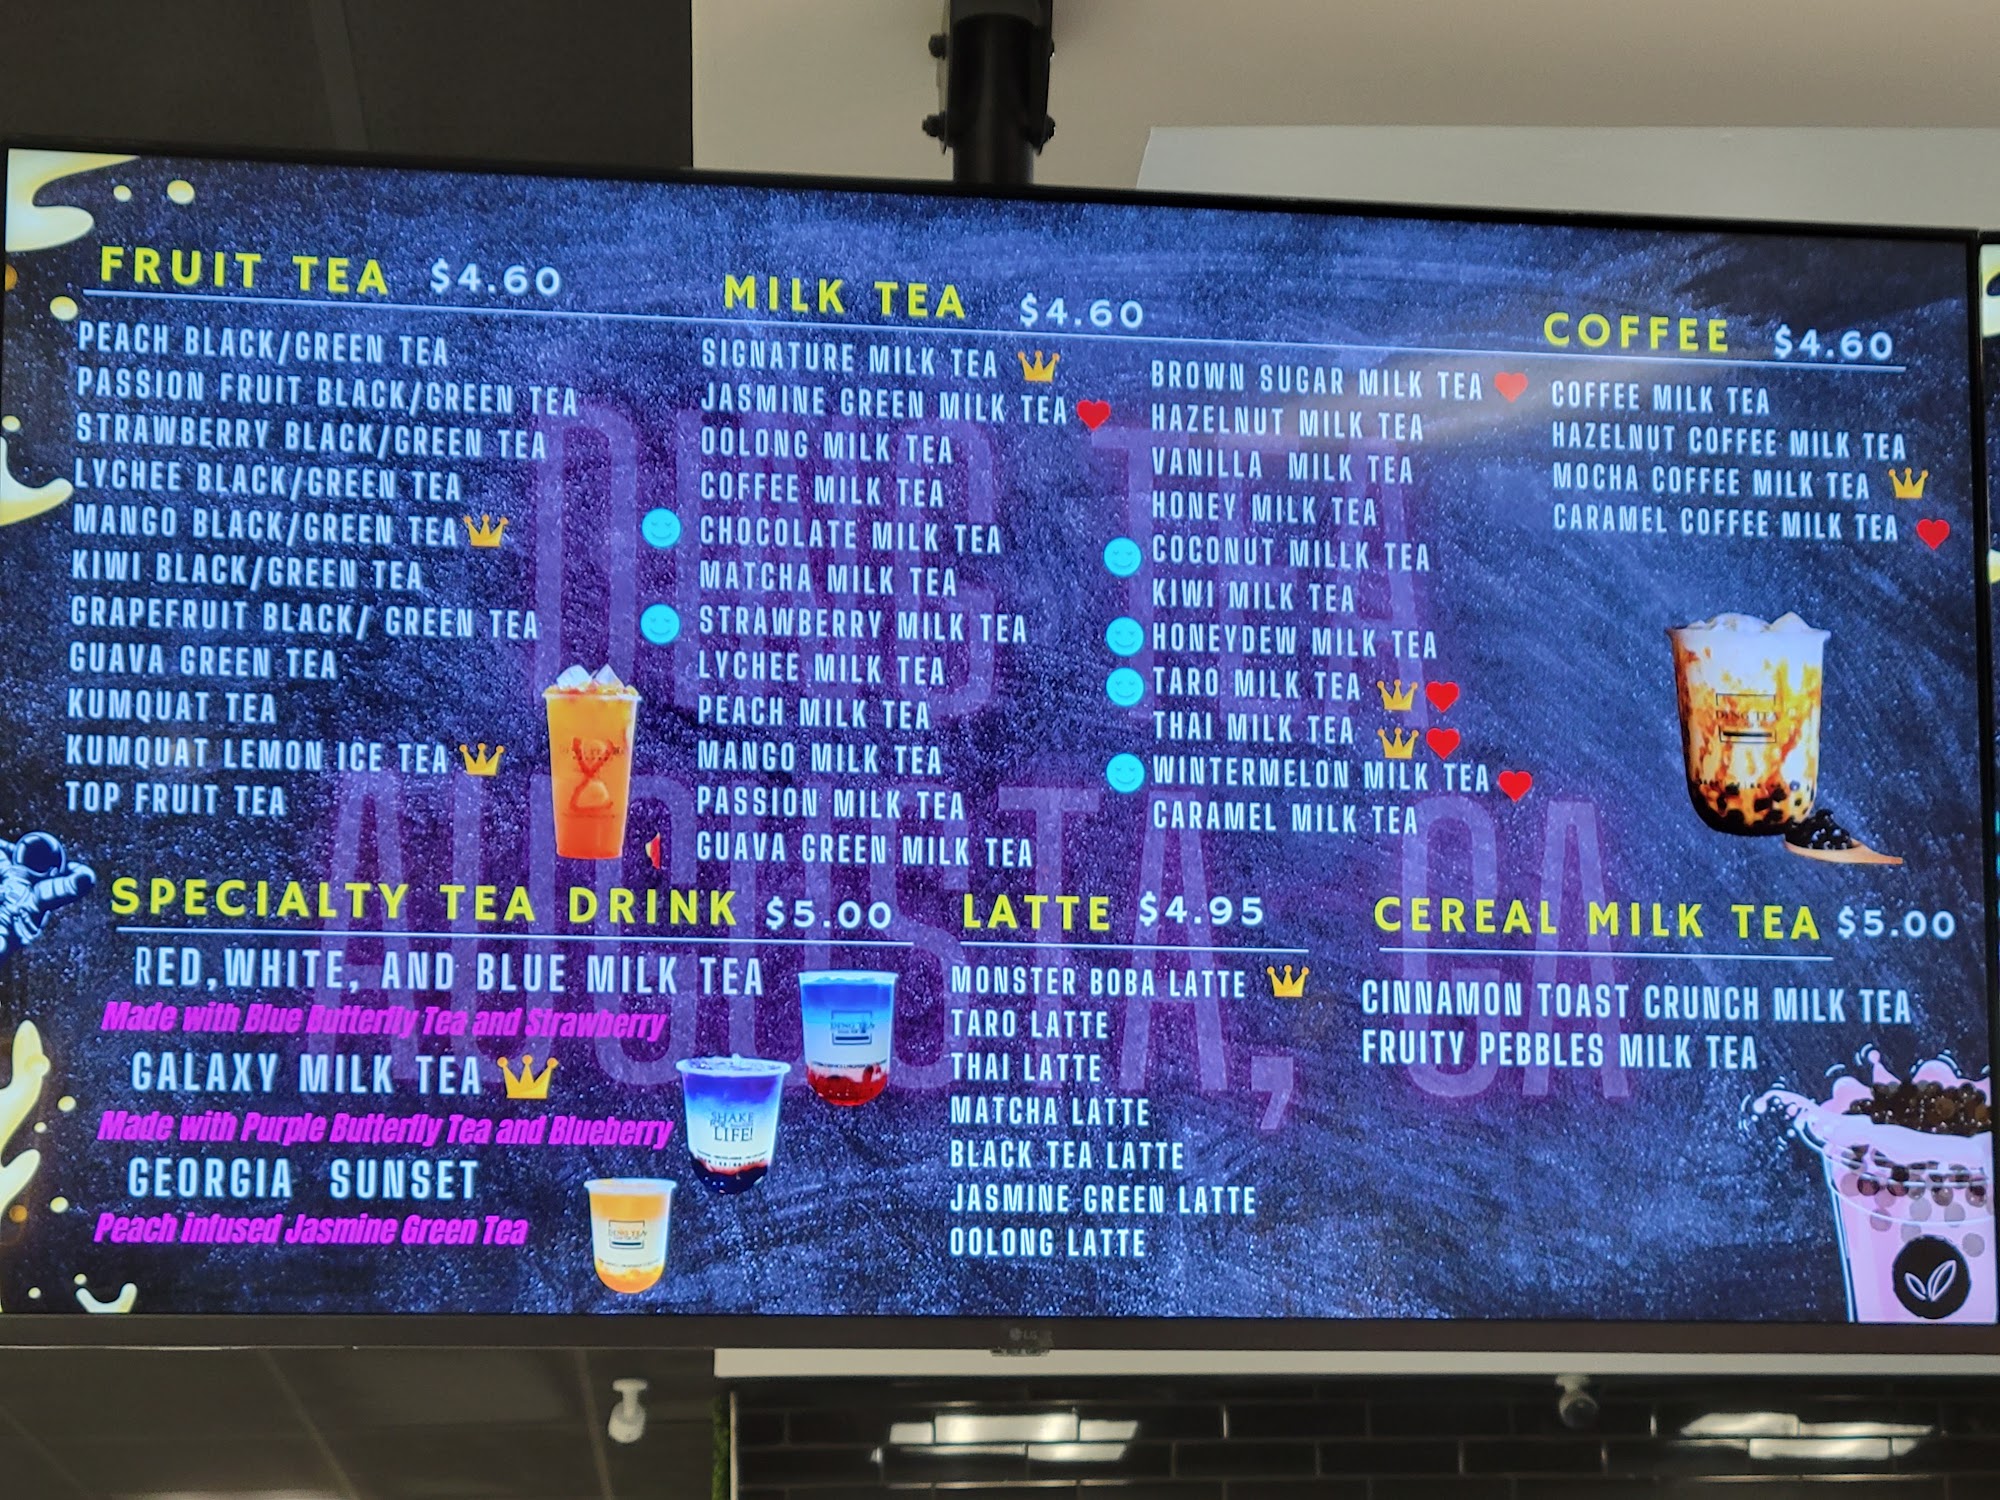 FRUIT TEA $4.60
PEACH BLACK/GREEN TEA
PASSION FRUIT BLACK/GREEN TEA
STRAWBERRY BLACK/GREEN TEA
LYCHEE BLACK/GREEN TEA
MANGO BLACK/GREEN TEA
KIWI BLACK/GREEN TEA
GRAPEFRUIT BLACK/ GREEN TEA
GUAVA GREEN TEA
KUMQUAT TEA
KUMQUAT LEMON ICE TEA
TOP FRUIT TEA
MILK TEA $4.60
SIGNATURE MILK TEA
JASMINE GREEN MILK TEA
OOLONG MILK TEA
COFFEE MILK TEA
CHOCOLATE MILK TEA
MATCHA MILK TEA
STRAWBERRY MILK TEA
LYCHEE MILK TEA
PEACH MILK TEA
MANGO MILK TEA
PASSION MILK TEA
GUAVA GREEN MILK TEA
BROWN SUGAR MILK TEA
HAZELNUT MILK TEA
VANILLA MILK TEA
HONEY MILK TEA
COCONUT MILLK TEA
KIWI MILK TEA
HONEYDEW MILK TEA
TARO MILK TEA
THAI MILK TEA
WINTERMELON MILK TEA
CARAMEL MILK TEA
COFFEE $4.60
COFFEE MILK TEA
HAZELNUT COFFEE MILK TEA
MOCHA COFFEE MILK TEA
CARAMEL COFFEE MILK TEA
DING TEA
AUGUSTA, GA
DING TEA
SPECIALTY TEA DRINK $5.00
RED,WHITE, AND BLUE MILK TEA
Made with Blue Butterfly Tea and Strawberry
GALAXY MILK TEA
Made with Purple Butterfly Tea and Blueberry
GEORGIA SUNSET
Peach infused Jasmine Green Tea
DING TEA
SHAKE
LIFE!
DING TEA
LATTE $4.95
MONSTER BOBA LATTE
TARO LATTE
THAI LATTE
MATCHA LATTE
BLACK TEA LATTE
JASMINE GREEN LATTE
OOLONG LATTE
CEREAL MILK TEA $5.00
CINNAMON TOAST CRUNCH MILK TEA
FRUITY PEBBLES MILK TEA
LG